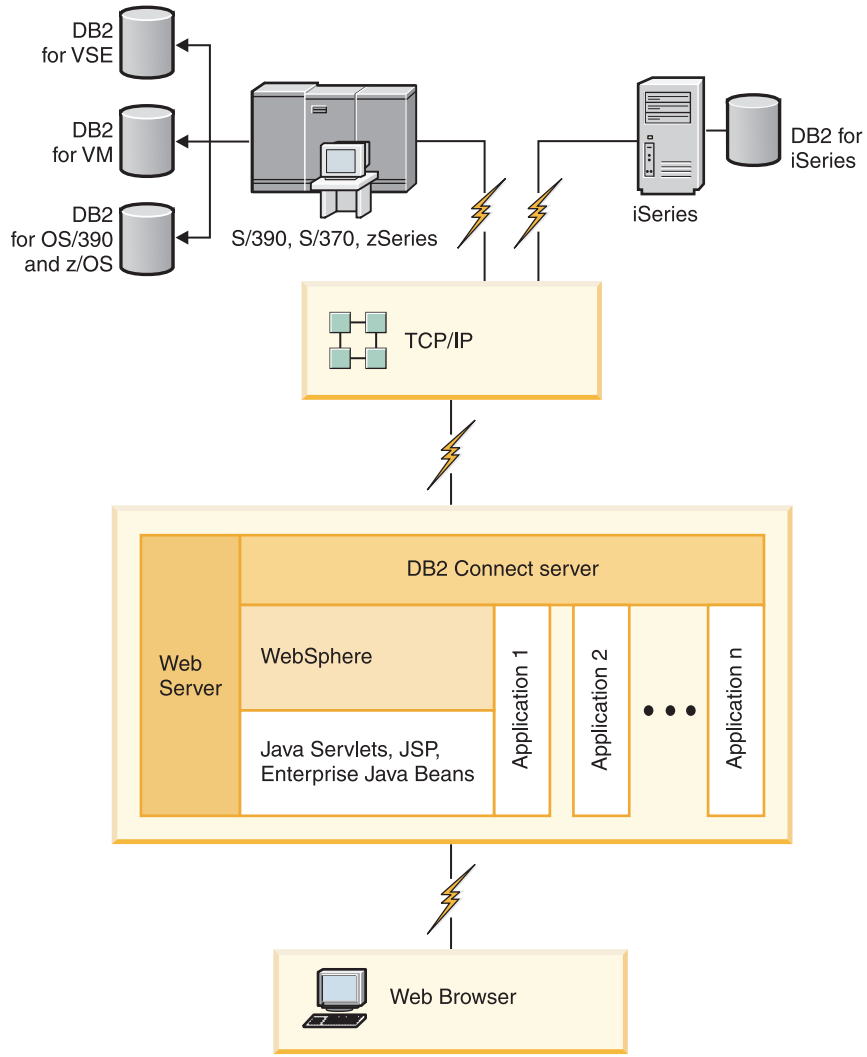 DB2
for VSE
DB2
for VM
DB2
for OS/390
and z/OS
S/390, S/370, zSeries
iSeries
DB2 for
iSeries
TCP/IP
DB2 Connect server
Web
Server
WebSphere
Java Servlets, JSP,
Enterprise Java Beans
Application 1
Application 2
Application n
Web Browser